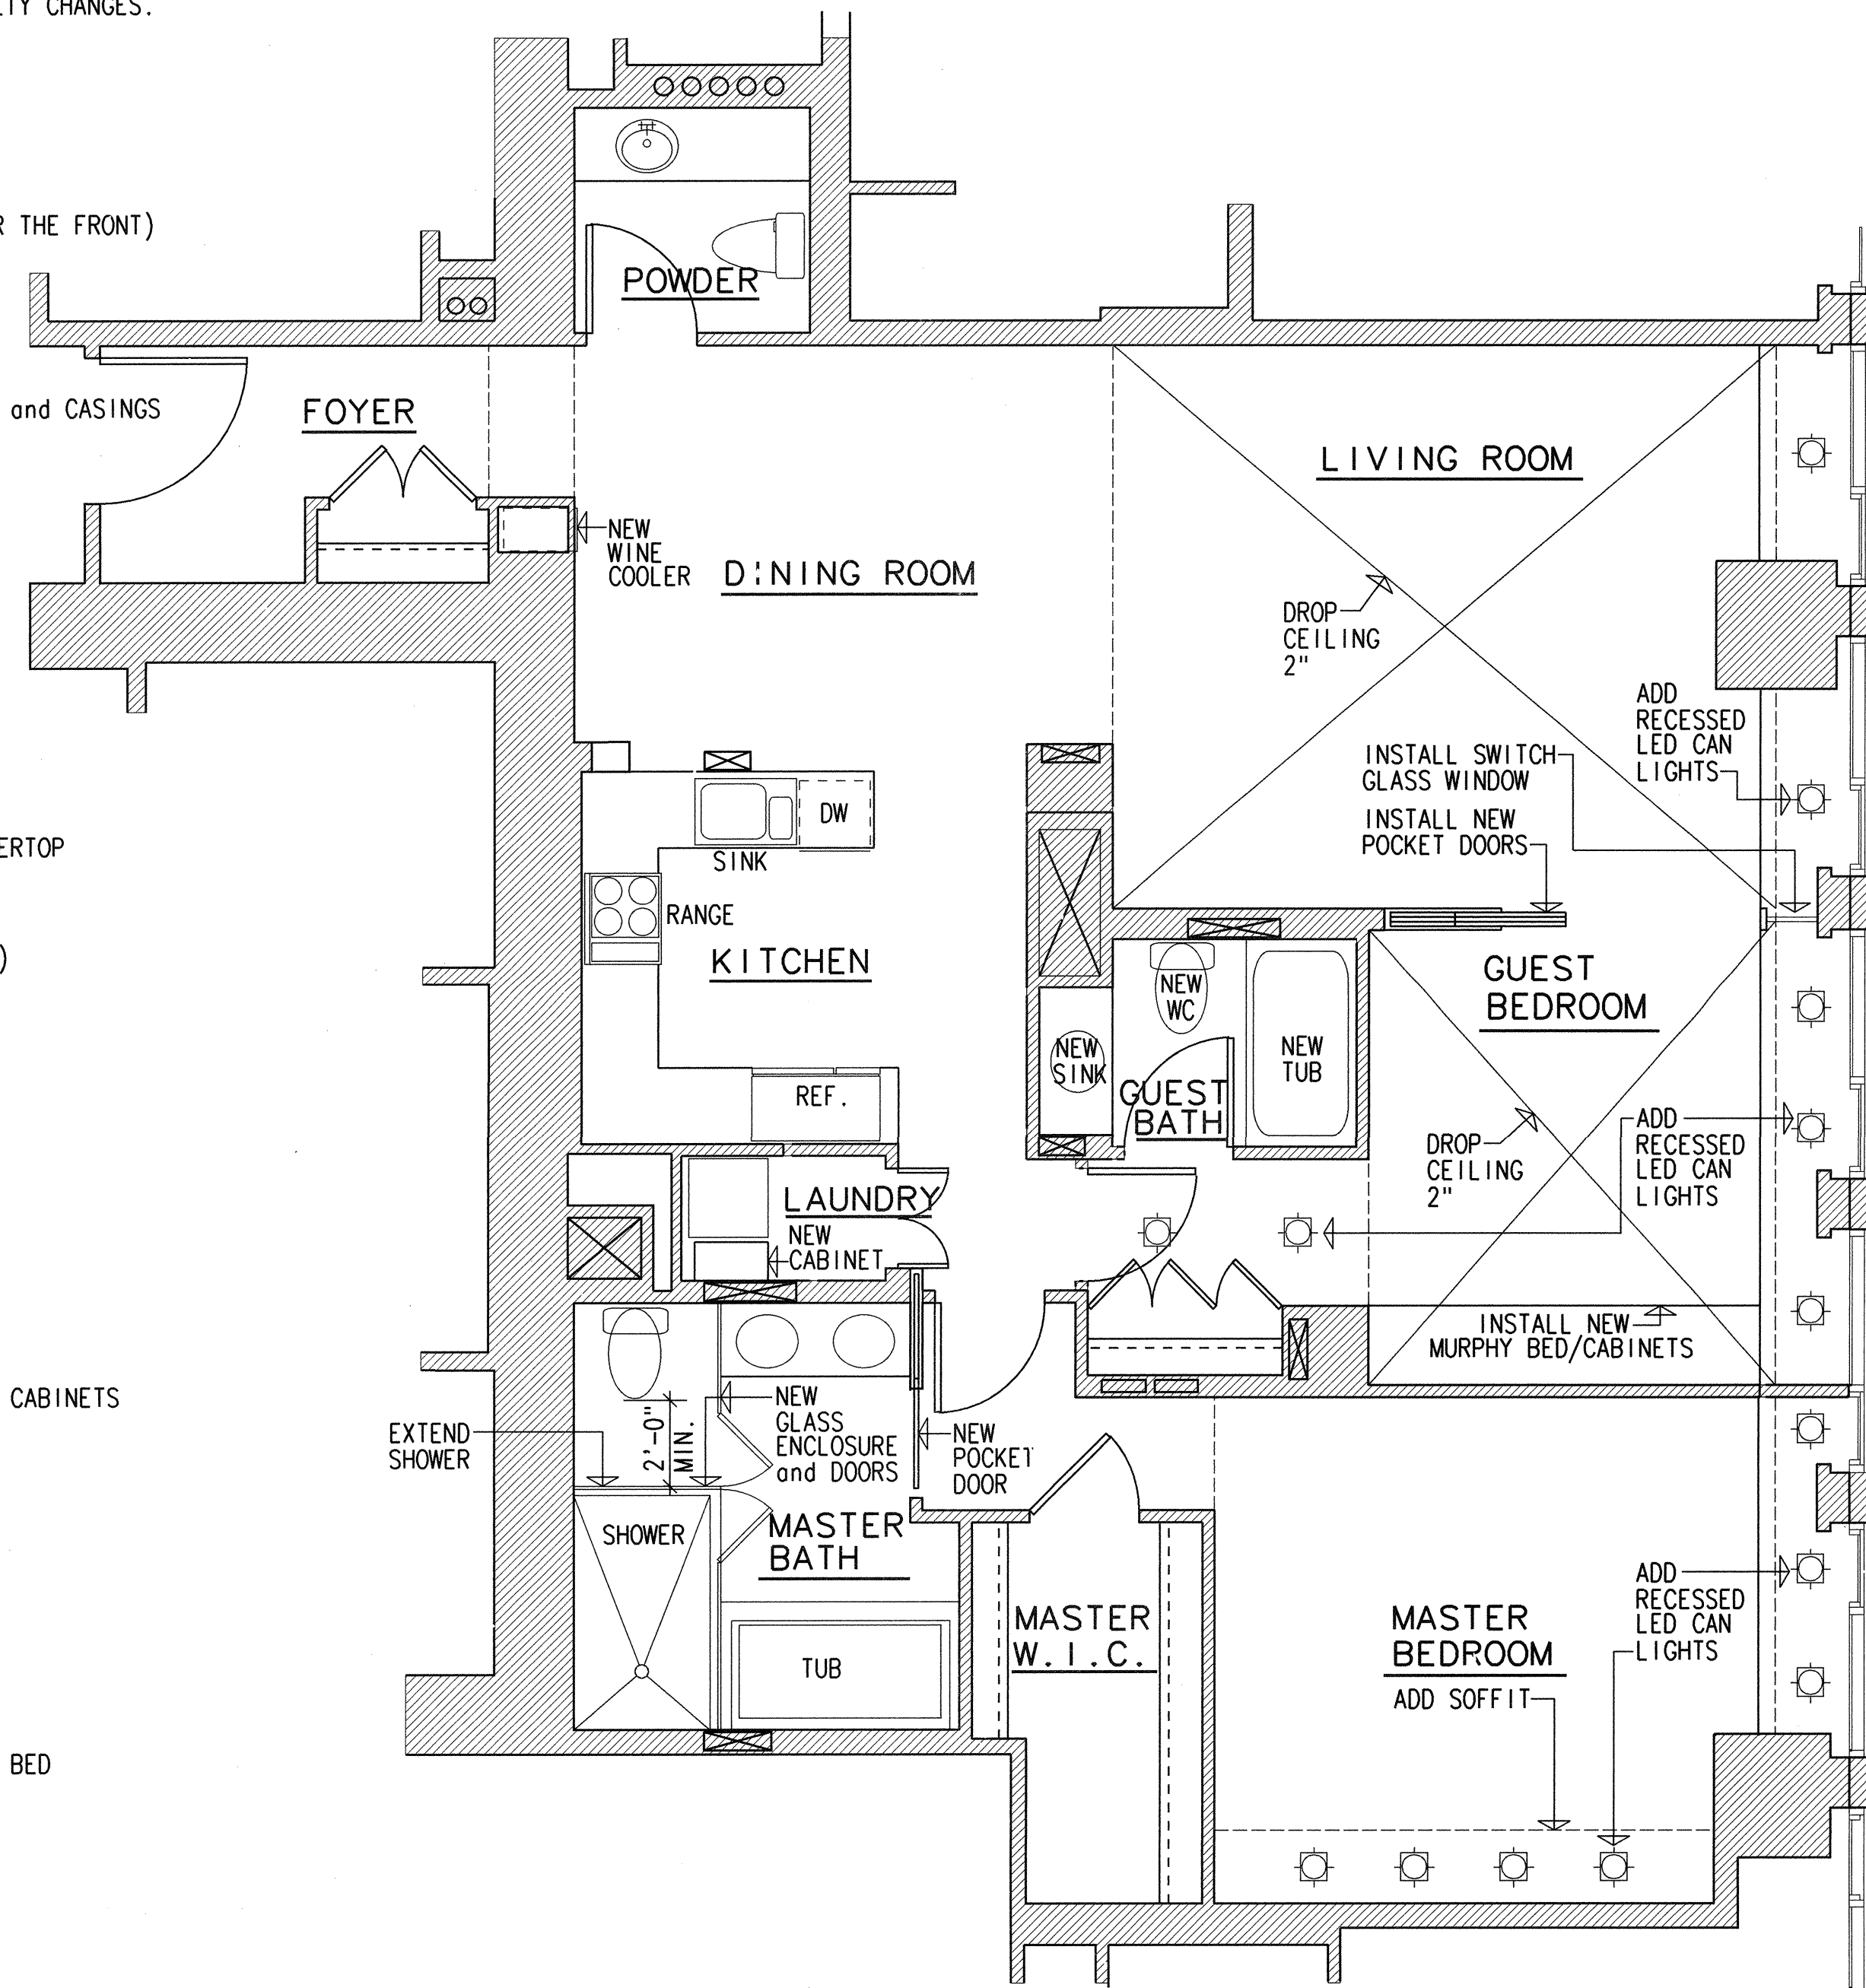 CHANGES.
THE FRONT)
POWDER
and CASINGS
FOYER
LIVING ROOM
NEW
WINE
COOLER
DINING ROOM
DROP
CEILING
2"
ADD
RECESSED
LED CAN
LIGHTS
INSTALL SWITCH
GLASS WINDOW
INSTALL NEW
POCKET DOORS
DW
SINK
RANGE
KITCHEN
GUEST
BEDROOM
NEW
WC
NEW
SINK
NEW
TUB
GUEST
BATH
REF.
DROP
CEILING
2"
ADD
RECESSED
LED CAN
LIGHTS
LAUNDRY
NEW
CABINET
INSTALL NEW
MURPHY BED/CABINETS
CABINETS
EXTEND
SHOWER
2'-0"
MIN.
NEW
GLASS
ENCLOSURE
and DOORS
NEW
POCKET
DOOR
SHOWER
MASTER
BATH
TUB
MASTER
W.I.C.
MASTER
BEDROOM
ADD SOFFIT
ADD
RECESSED
LED CAN
LIGHTS
BED